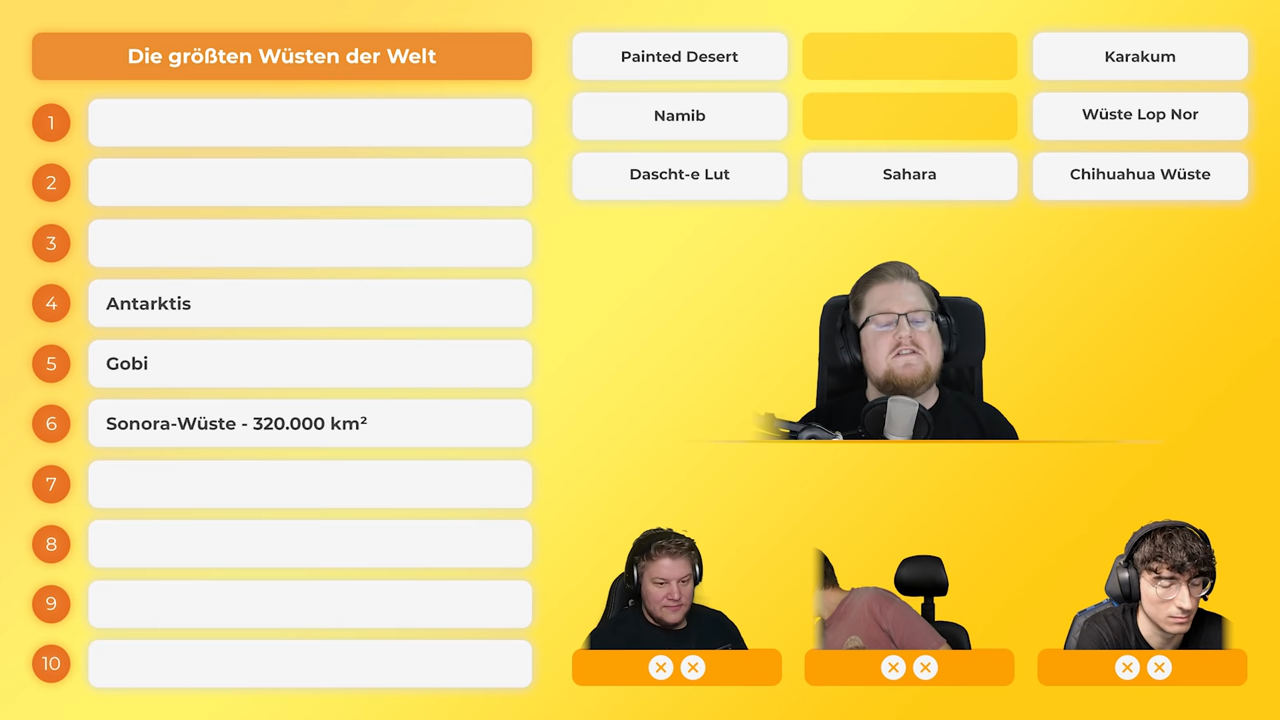 Die größten Wüsten der Welt
1
2
3
4 Antarktis
5 Gobi
6 Sonora-Wüste - 320.000 km²
7
8
9
10
Painted Desert
Karakum
Namib
Wüste Lop Nor
Dascht-e Lut
Sahara
Chihuahua Wüste